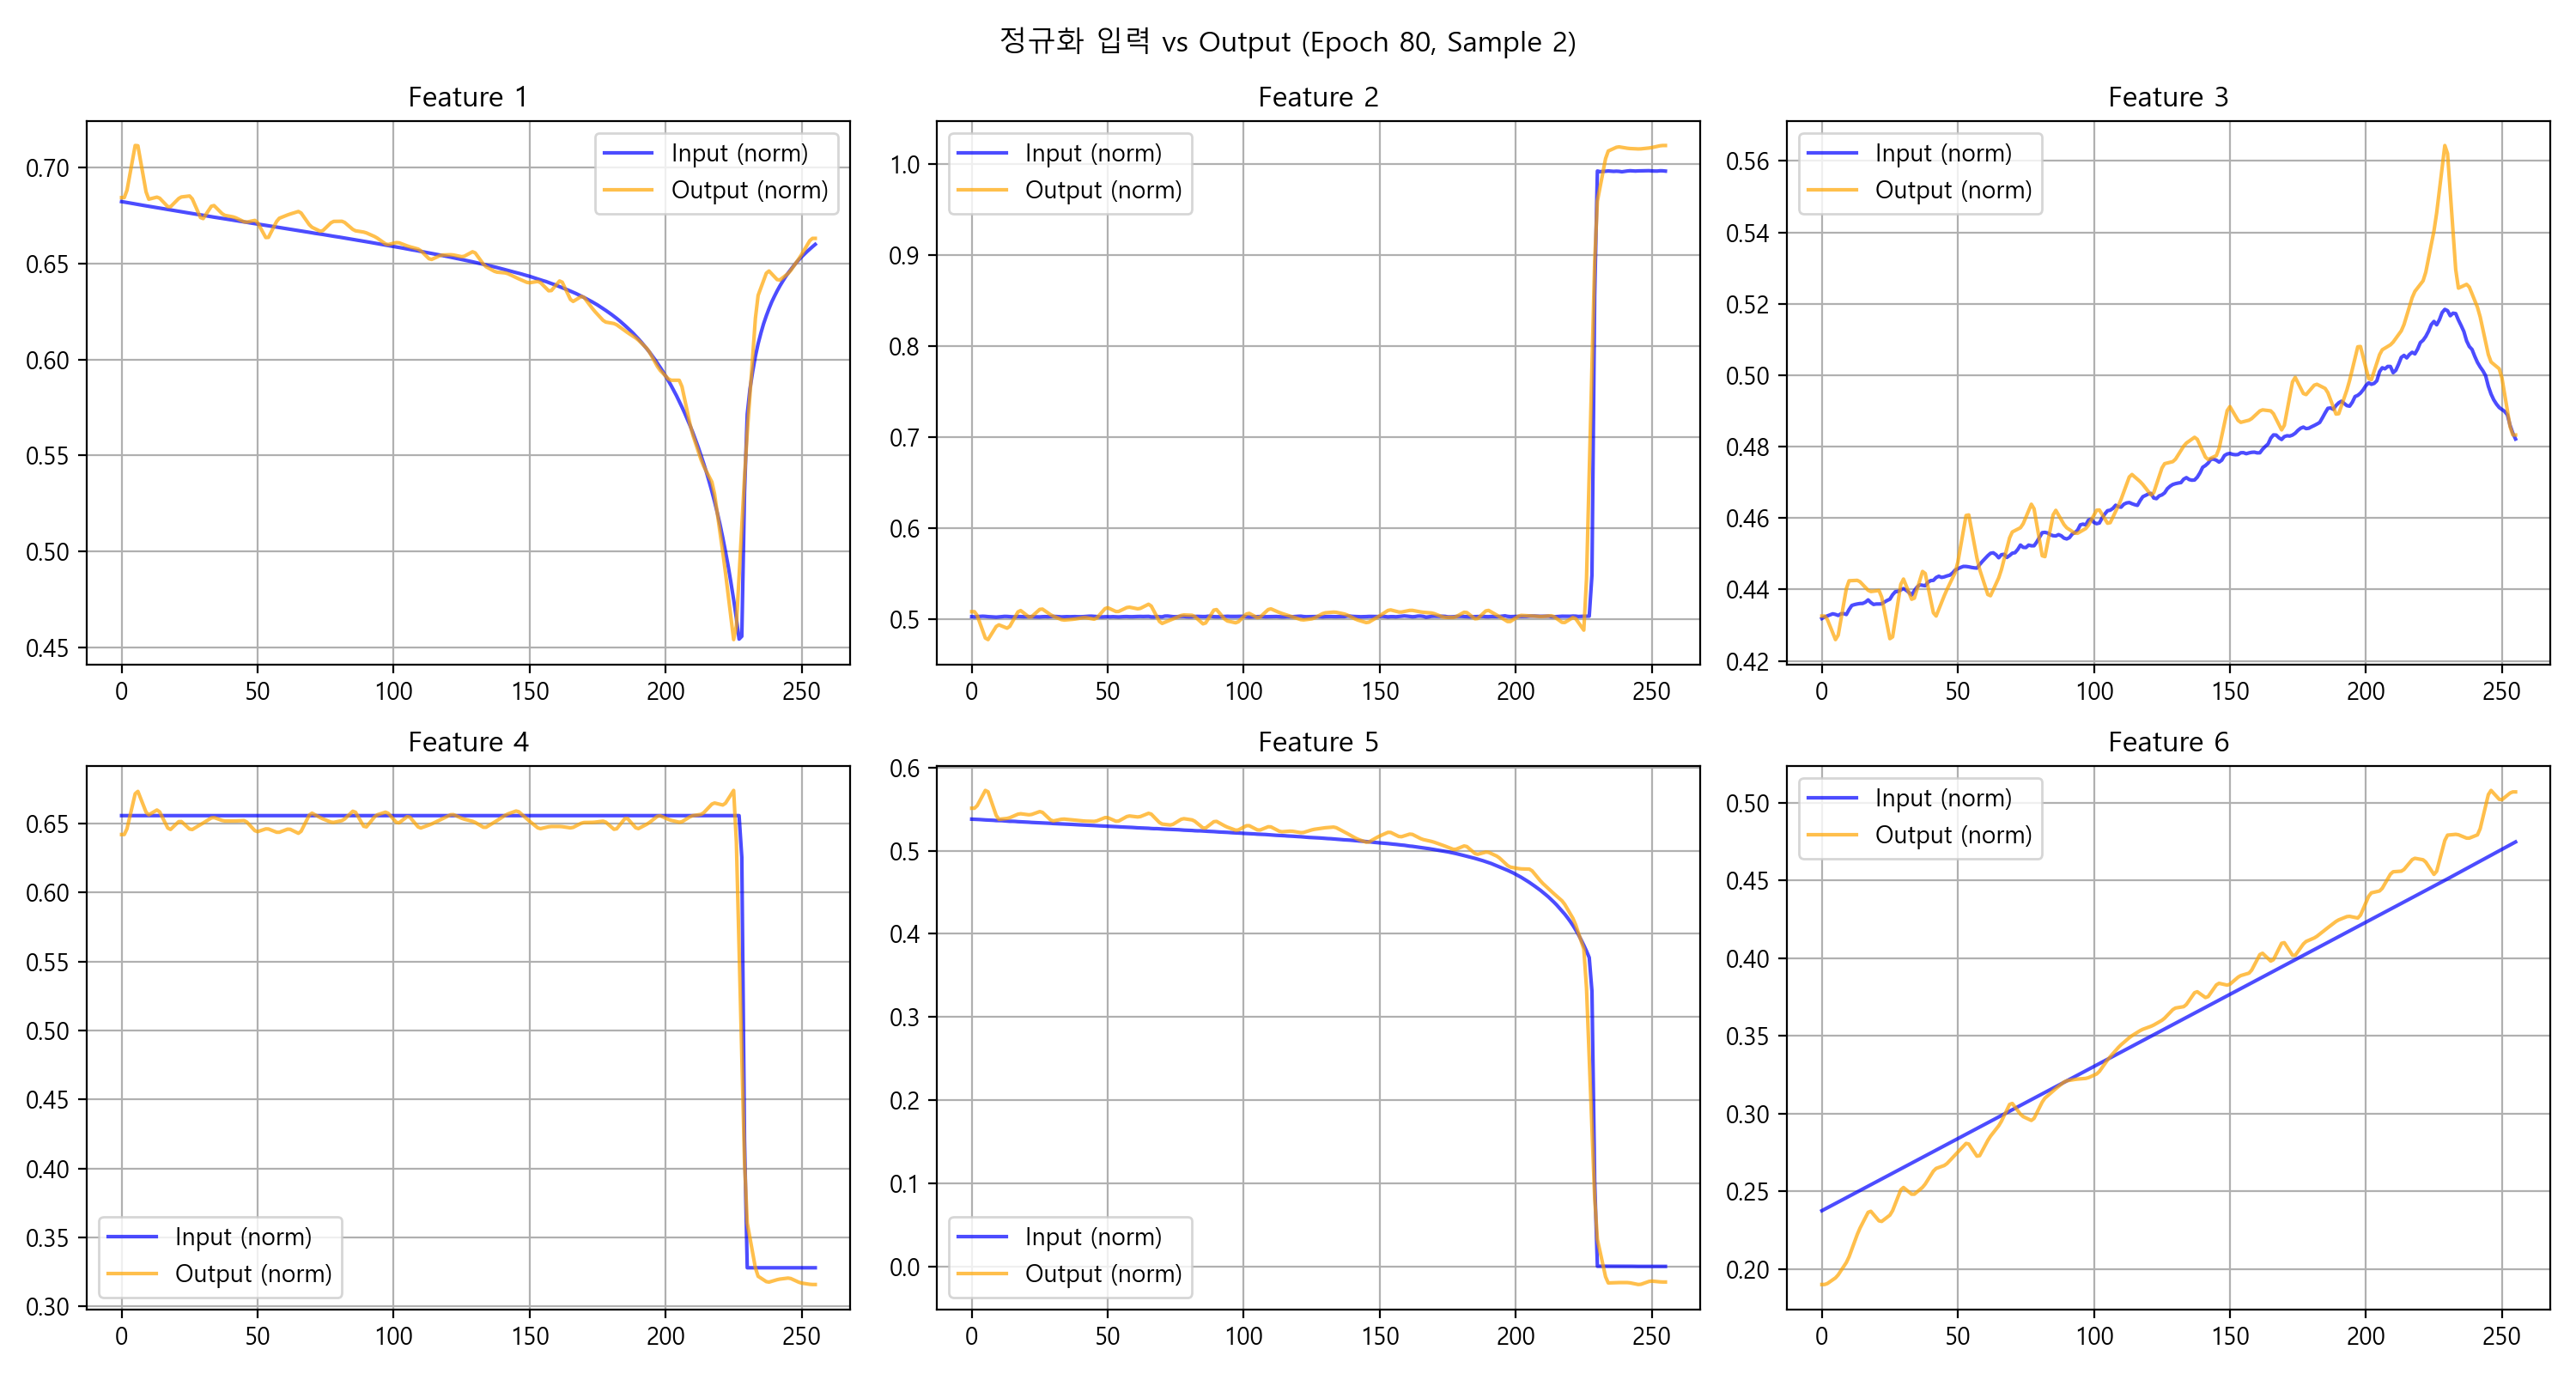 정규화 입력 vs Output (Epoch 80, Sample 2)
Feature 1
Input (norm)
Output (norm)
0.70
0.65
0.60
0.55
0.50
0.45
0 50 100 150 200 250
Feature 2
Input (norm)
Output (norm)
1.0
0.9
0.8
0.7
0.6
0.5
0 50 100 150 200 250
Feature 3
Input (norm)
Output (norm)
0.56
0.54
0.52
0.50
0.48
0.46
0.44
0.42
0 50 100 150 200 250
Feature 4
0.65
0.60
0.55
0.50
0.45
0.40
0.35
0.30
Input (norm)
Output (norm)
0 50 100 150 200 250
Feature 5
0.6
0.5
0.4
0.3
0.2
0.1
0.0
Input (norm)
Output (norm)
0 50 100 150 200 250
Feature 6
Input (norm)
Output (norm)
0.50
0.45
0.40
0.35
0.30
0.25
0.20
0 50 100 150 200 250